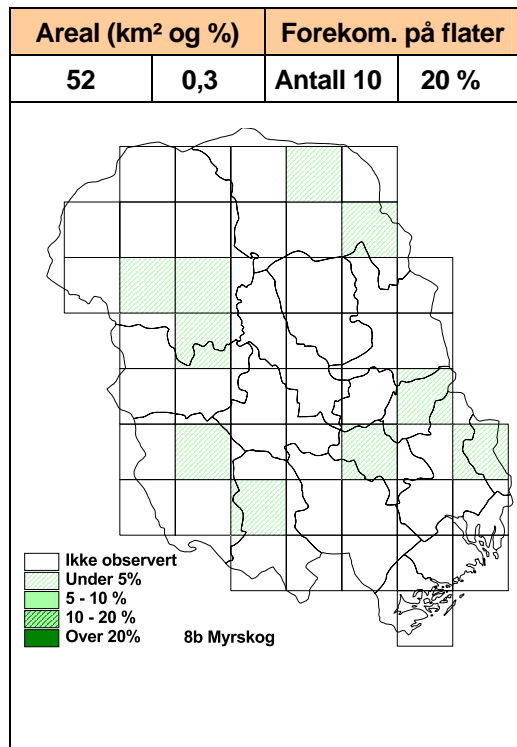 Areal (km² og %) Forekom. på flater
52 0,3 Antall 10 20 %
Ikke observert
Under 5%
5 - 10 %
10 - 20 %
Over 20% 8b Myrskog